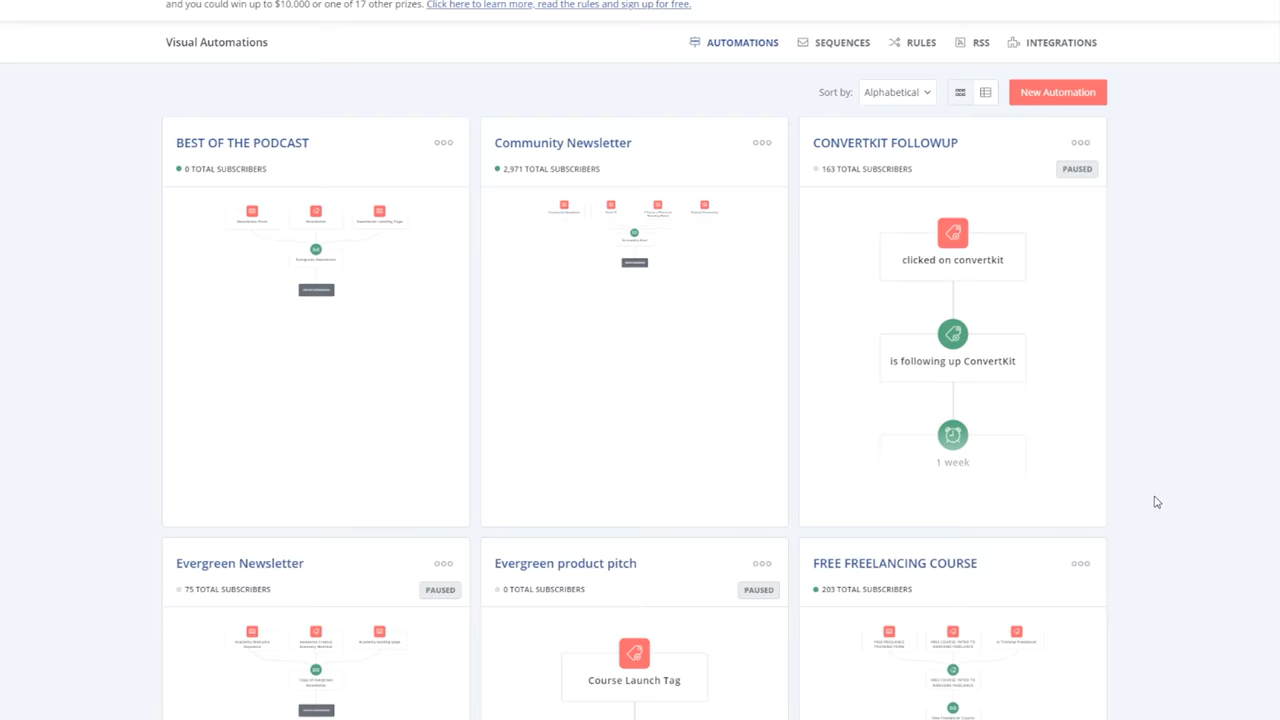 and you could win up to $10,000 or one of 17 other prizes. Click here to learn more, read the rules and sign up for free.
Visual Automations
AUTOMATIONS
SEQUENCES
RULES
RSS
INTEGRATIONS
Sort by:
Alphabetical
New Automation
BEST OF THE PODCAST
0 TOTAL SUBSCRIBERS
Community Newsletter
2,971 TOTAL SUBSCRIBERS
CONVERTKIT FOLLOWUP
163 TOTAL SUBSCRIBERS
PAUSED
clicked on convertkit
is following up ConvertKit
1 week
Evergreen Newsletter
75 TOTAL SUBSCRIBERS
PAUSED
Evergreen product pitch
0 TOTAL SUBSCRIBERS
PAUSED
Course Launch Tag
FREE FREELANCING COURSE
203 TOTAL SUBSCRIBERS